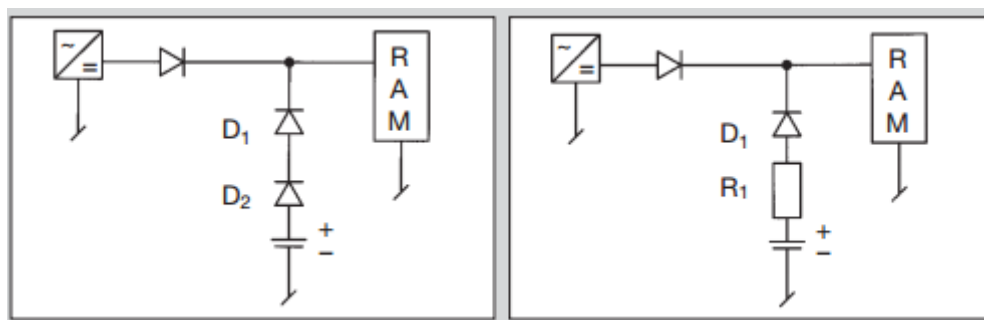 ~
=
R
A
M
D₁
D₂
+
−
~
=
R
A
M
D₁
R₁
+
−